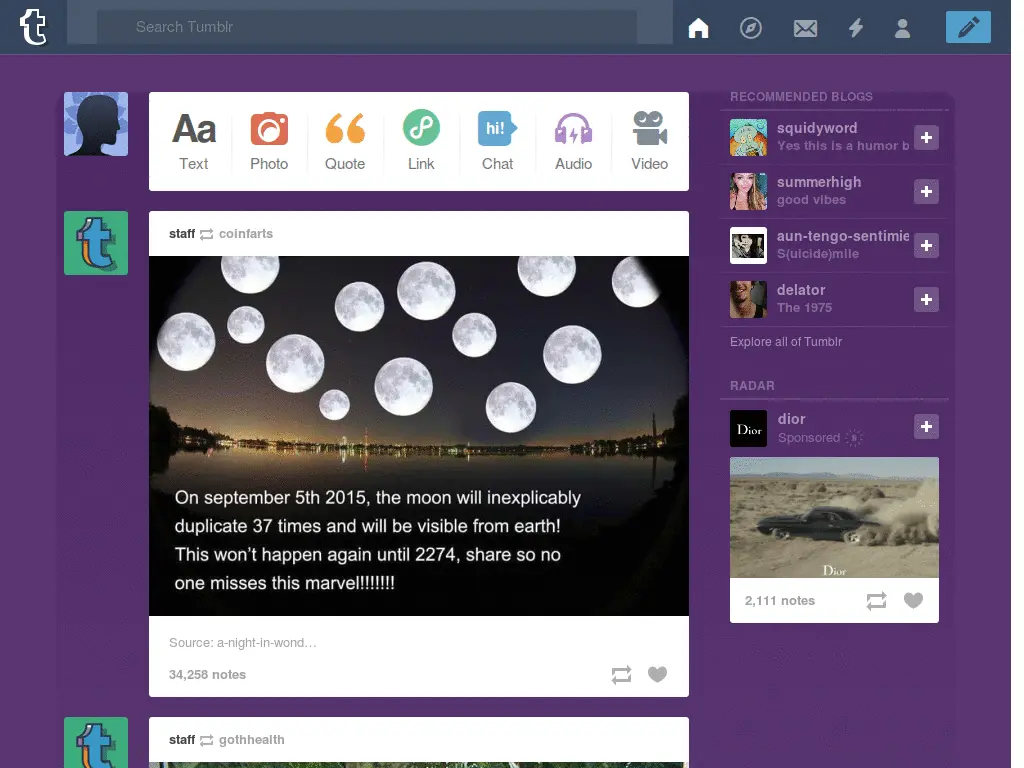 t
Search Tumblr
Aa
Text
Photo
Quote
Link
hi!
Chat
Audio
Video
staff coinfarts
On september 5th 2015, the moon will inexplicably
duplicate 37 times and will be visible from earth!
This won't happen again until 2274, share so no
one misses this marvel!!!!!!!
Source: a-night-in-wond…
34,258 notes
t
staff gothhealth
t
RECOMMENDED BLOGS
squidyword
Yes this is a humor b
summerhigh
good vibes
aun-tengo-sentimie
S(uicide)mile
delator
The 1975
Explore all of Tumblr
RADAR
Dior
dior
Sponsored
Dior
2,111 notes